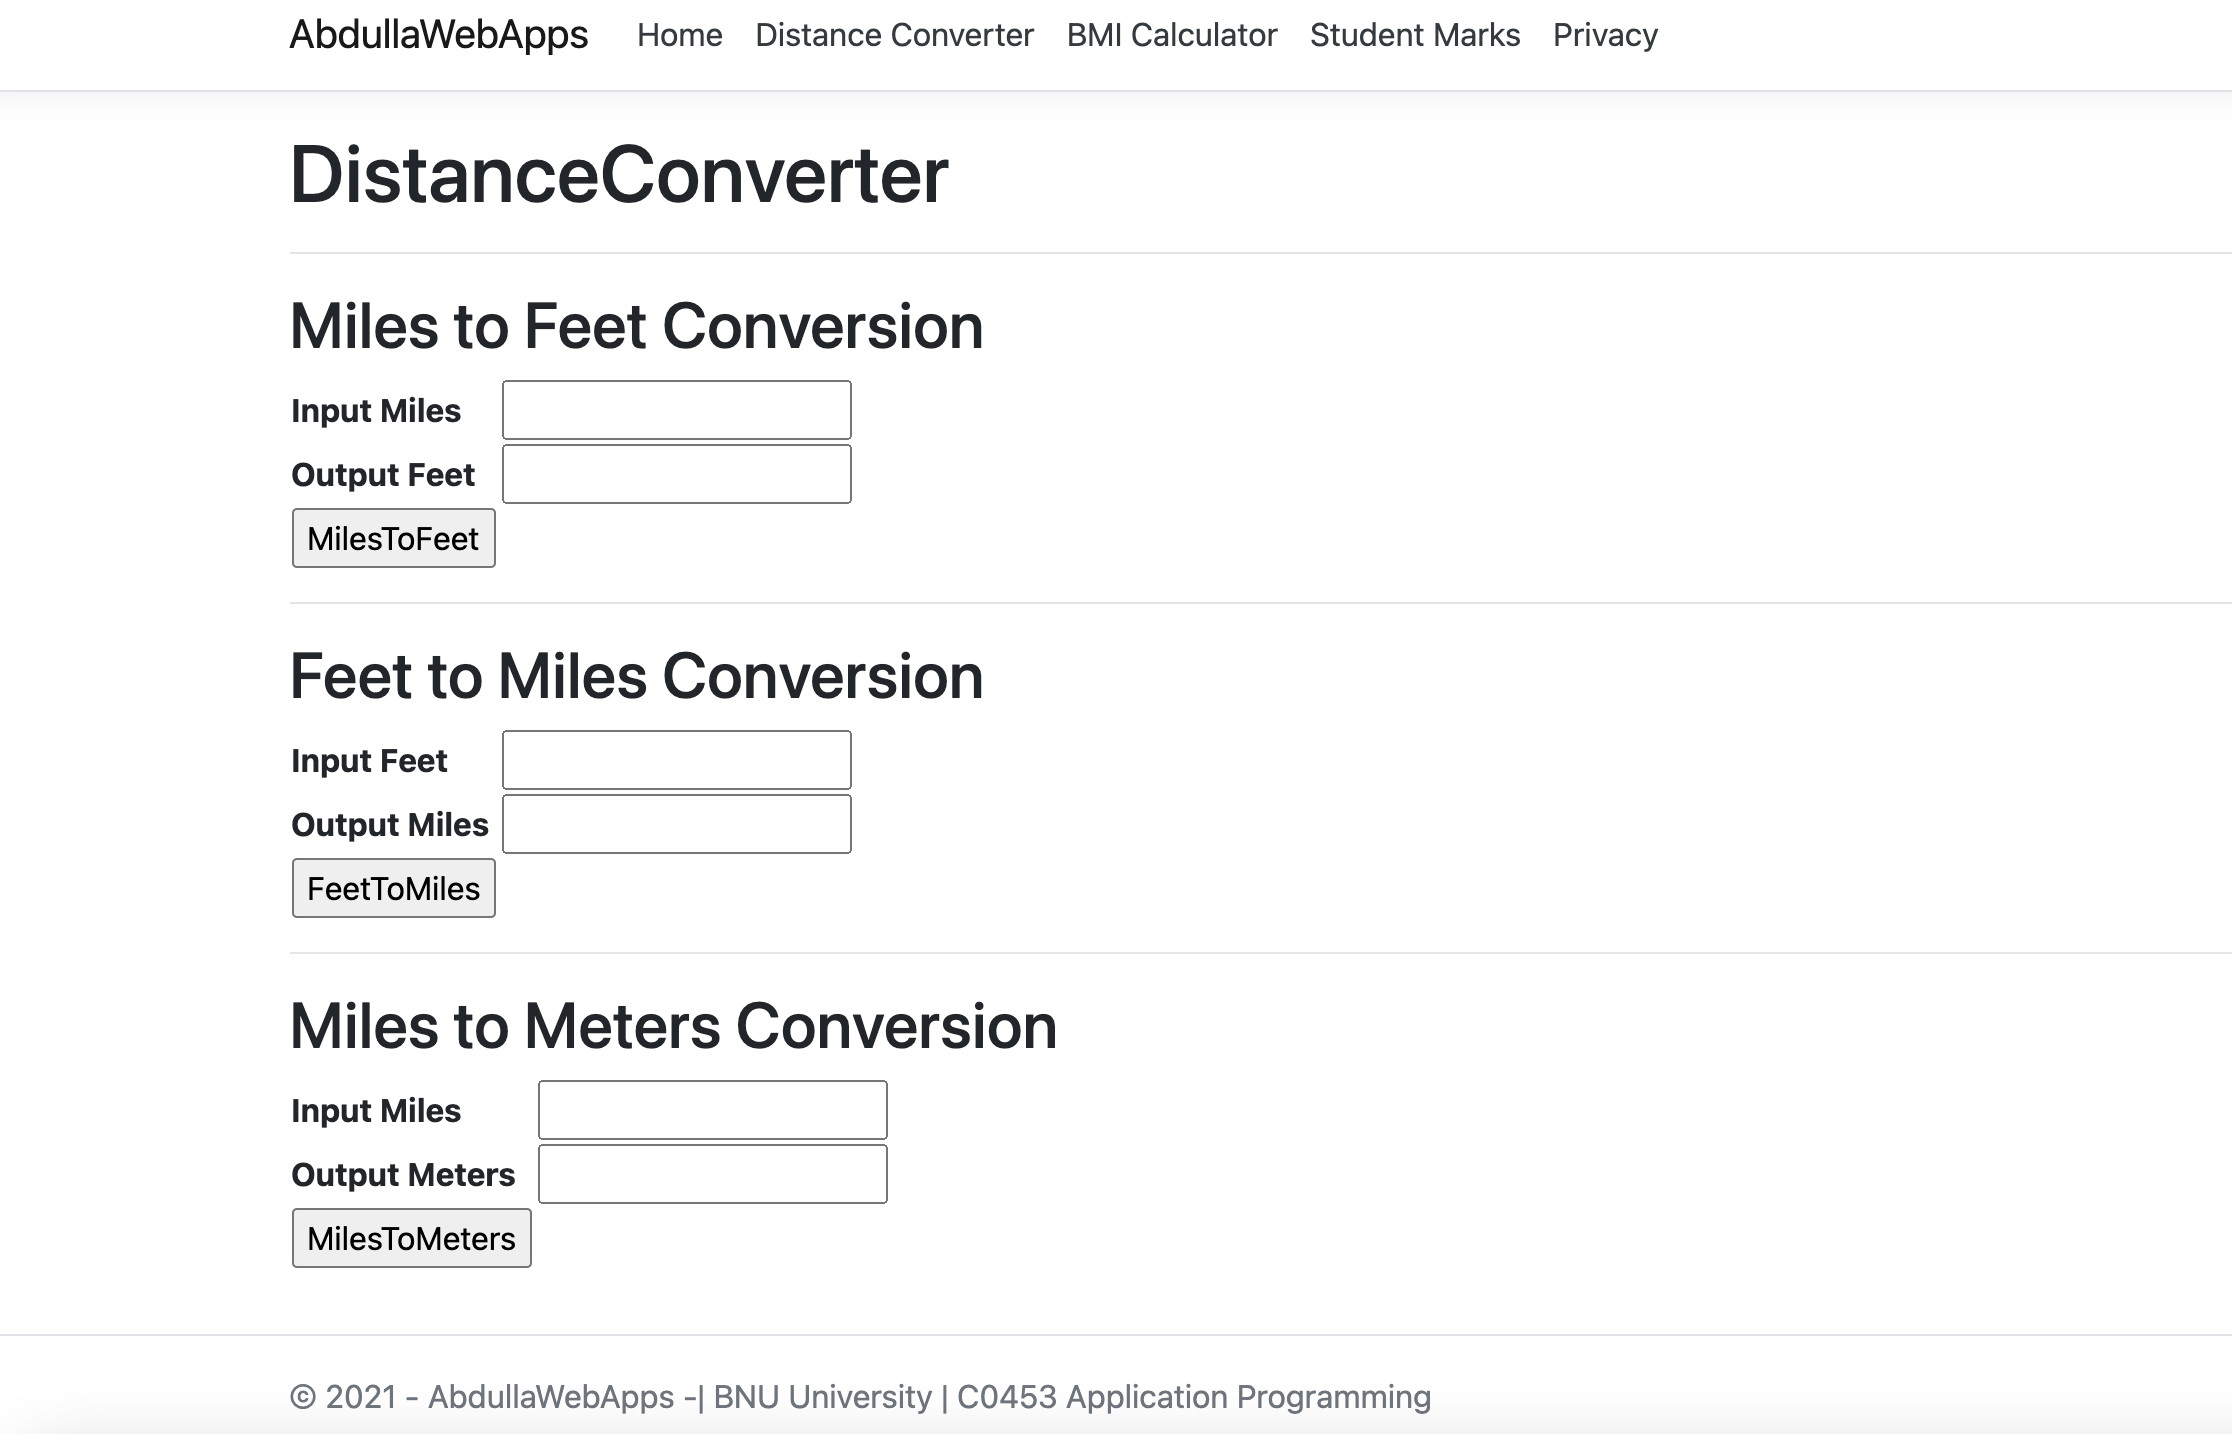 AbdullaWebApps Home Distance Converter BMI Calculator Student Marks Privacy
DistanceConverter
Miles to Feet Conversion
Input Miles
Output Feet
MilesToFeet
Feet to Miles Conversion
Input Feet
Output Miles
FeetToMiles
Miles to Meters Conversion
Input Miles
Output Meters
MilesToMeters
© 2021 - AbdullaWebApps -| BNU University | C0453 Application Programming